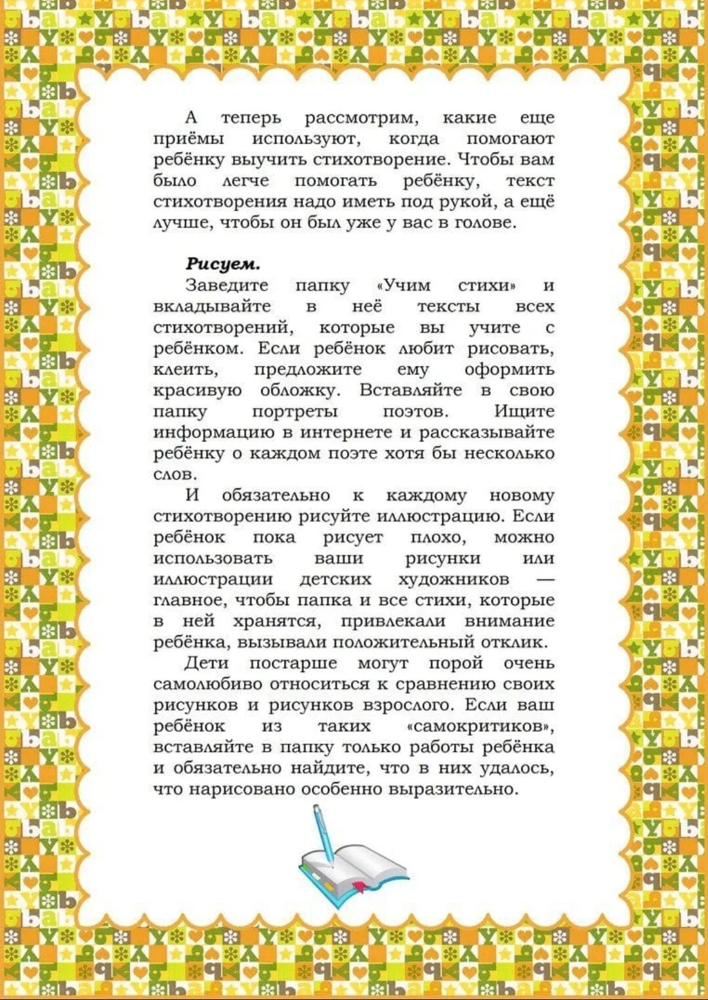 А теперь рассмотрим, какие еще
приёмы используют, когда помогают
ребёнку выучить стихотворение. Чтобы вам
было легче помогать ребёнку, текст
стихотворения надо иметь под рукой, а ещё
лучше, чтобы он был уже у вас в голове.
Рисуем.
Заведите папку «Учим стихи» и
вкладывайте в неё тексты всех
стихотворений, которые вы учите с
ребёнком. Если ребёнок любит рисовать,
клеить, предложите ему оформить
красивую обложку. Вставляйте в свою
папку портреты поэтов. Ищите
информацию в интернете и рассказывайте
ребёнку о каждом поэте хотя бы несколько
слов.
И обязательно к каждому новому
стихотворению рисуйте иллюстрацию. Если
ребёнок пока рисует плохо, можно
использовать ваши рисунки или
иллюстрации детских художников —
главное, чтобы папка и все стихи, которые
в ней хранятся, привлекали внимание
ребёнка, вызывали положительный отклик.
Дети постарше могут порой очень
самолюбиво относиться к сравнению своих
рисунков и рисунков взрослого. Если ваш
ребёнок из таких «самокритиков»,
вставляйте в папку только работы ребёнка
и обязательно найдите, что в них удалось,
что нарисовано особенно выразительно.